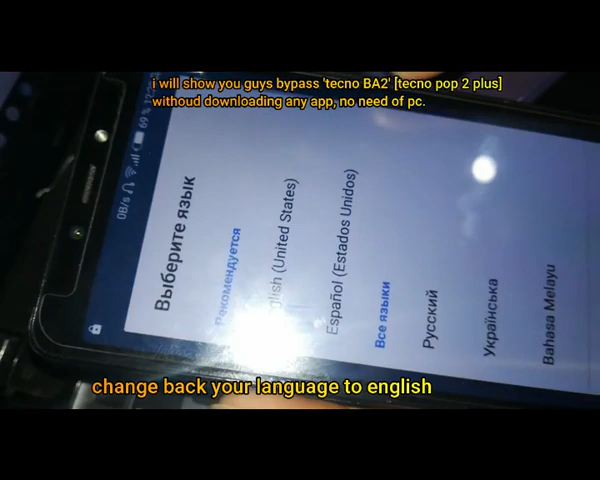 i will show you guys bypass 'tecno BA2' [tecno pop 2 plus]
withoud downloading any app, no need of pc.
0B/s
69
Выберите язык
Рекомендуется
glish (United States)
Español (Estados Unidos)
Все языки
Русский
Українська
Bahasa Melayu
change back your language to english